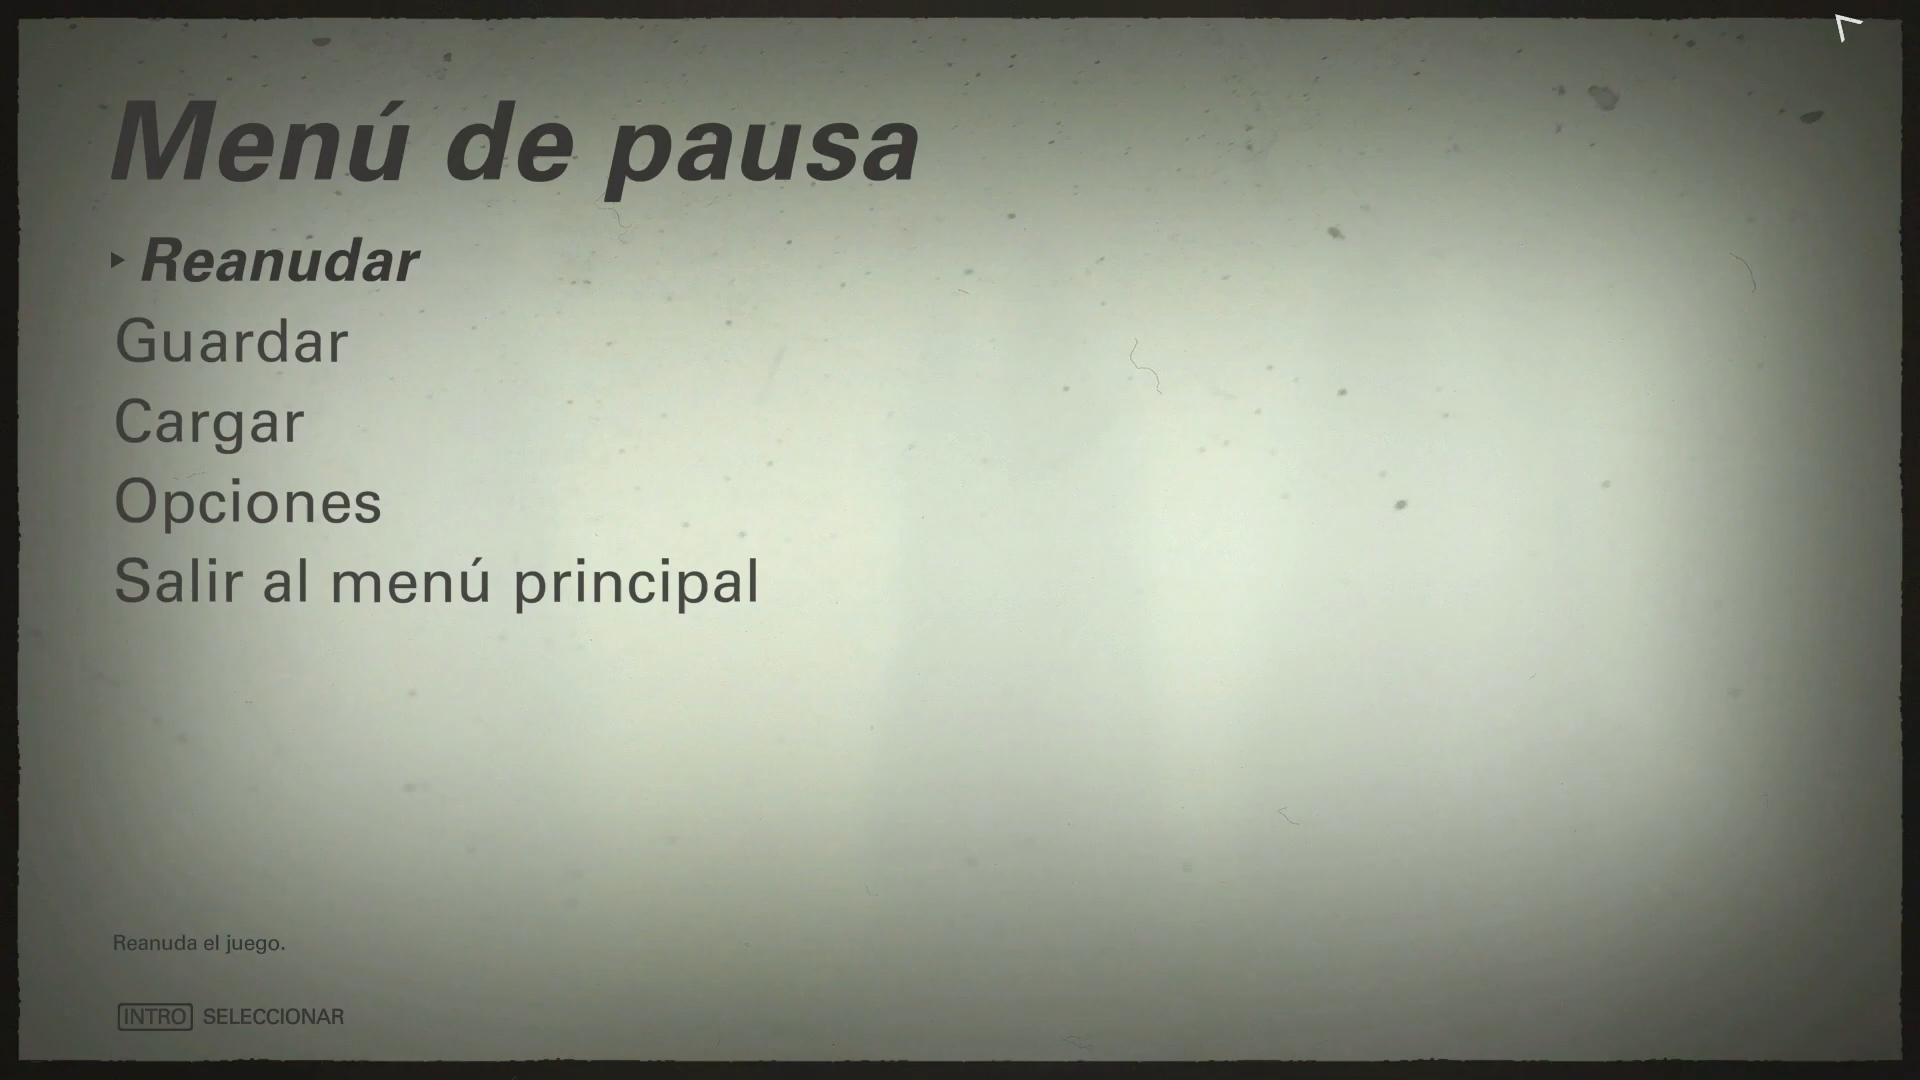 Menú de pausa
Reanudar
Guardar
Cargar
Opciones
Salir al menú principal
Reanuda el juego.
INTRO SELECCIONAR